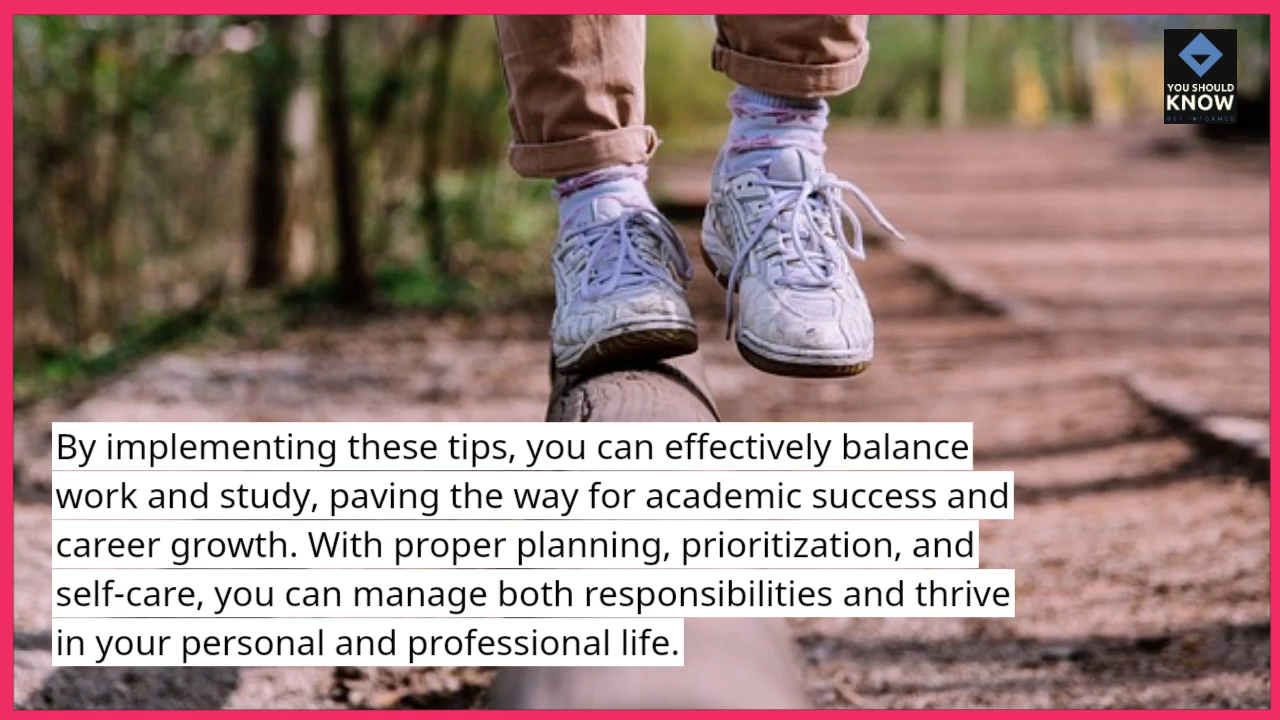 YOU SHOULD
KNOW
GET INFORMED
By implementing these tips, you can effectively balance
work and study, paving the way for academic success and
career growth. With proper planning, prioritization, and
self-care, you can manage both responsibilities and thrive
in your personal and professional life.